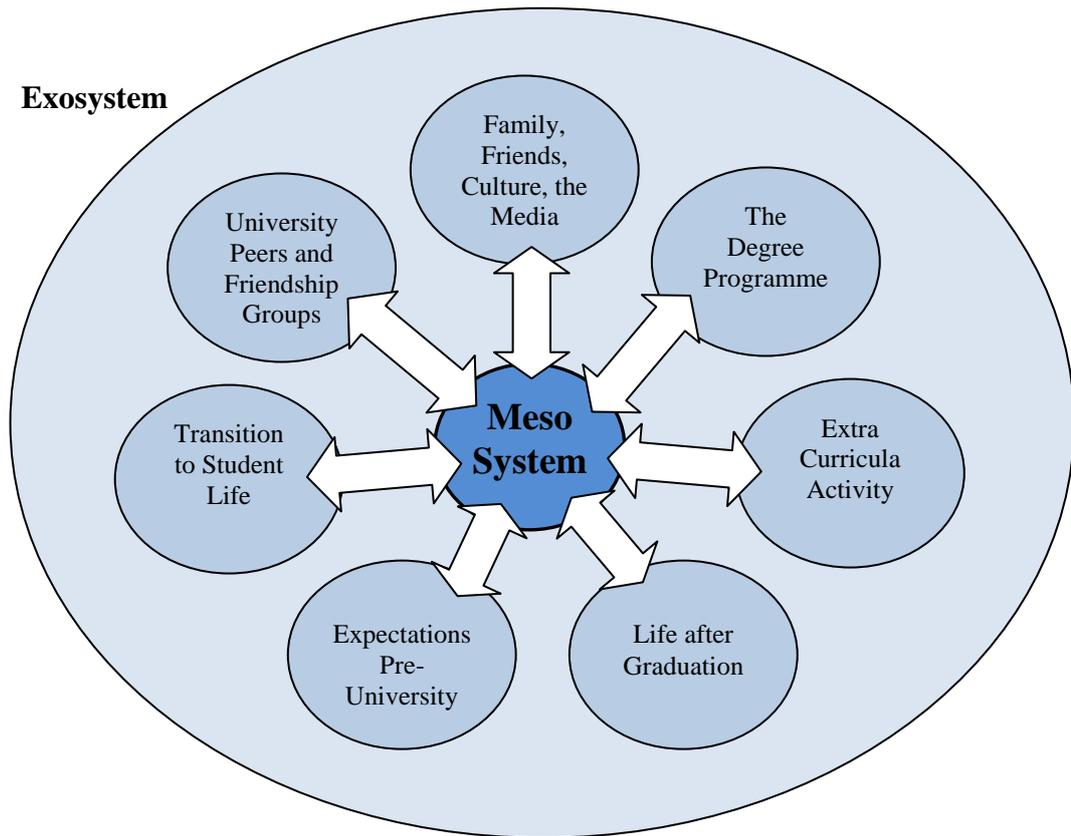 Exosystem
Family,
Friends,
Culture, the
Media
University
Peers and
Friendship
Groups
The
Degree
Programme
Meso
System
Transition
to Student
Life
Extra
Curricula
Activity
Expectations
Pre-
University
Life after
Graduation